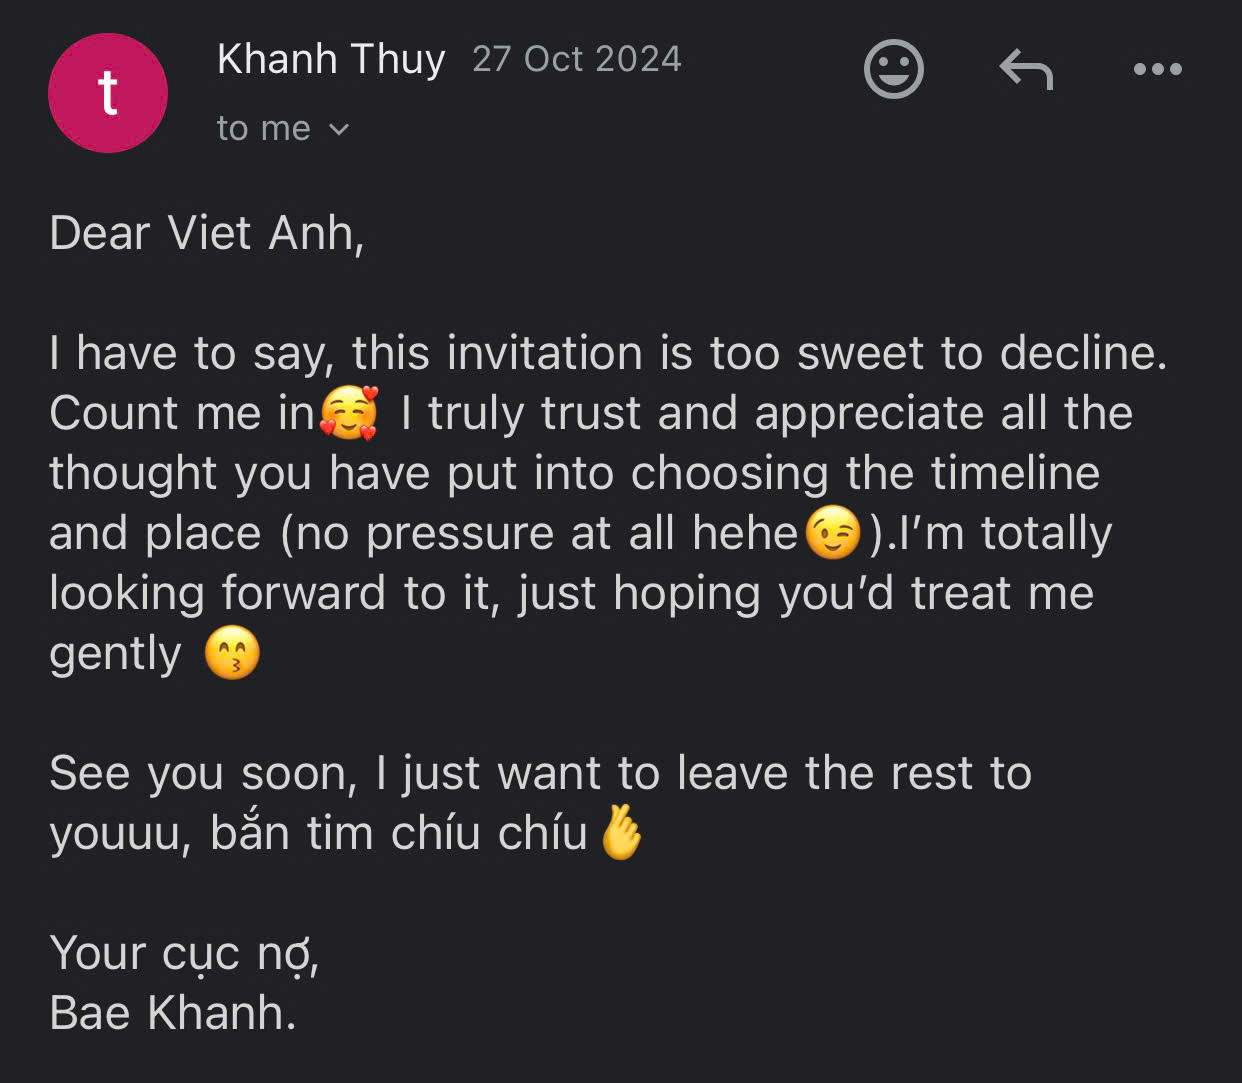 t
Khanh Thuy 27 Oct 2024
to me
Dear Viet Anh,
I have to say, this invitation is too sweet to decline.
Count me in🥰 I truly trust and appreciate all the
thought you have put into choosing the timeline
and place (no pressure at all hehe😉).I’m totally
looking forward to it, just hoping you’d treat me
gently 😙
See you soon, I just want to leave the rest to
youuu, bắn tim chíu chíu🫰
Your cục nợ,
Bae Khanh.